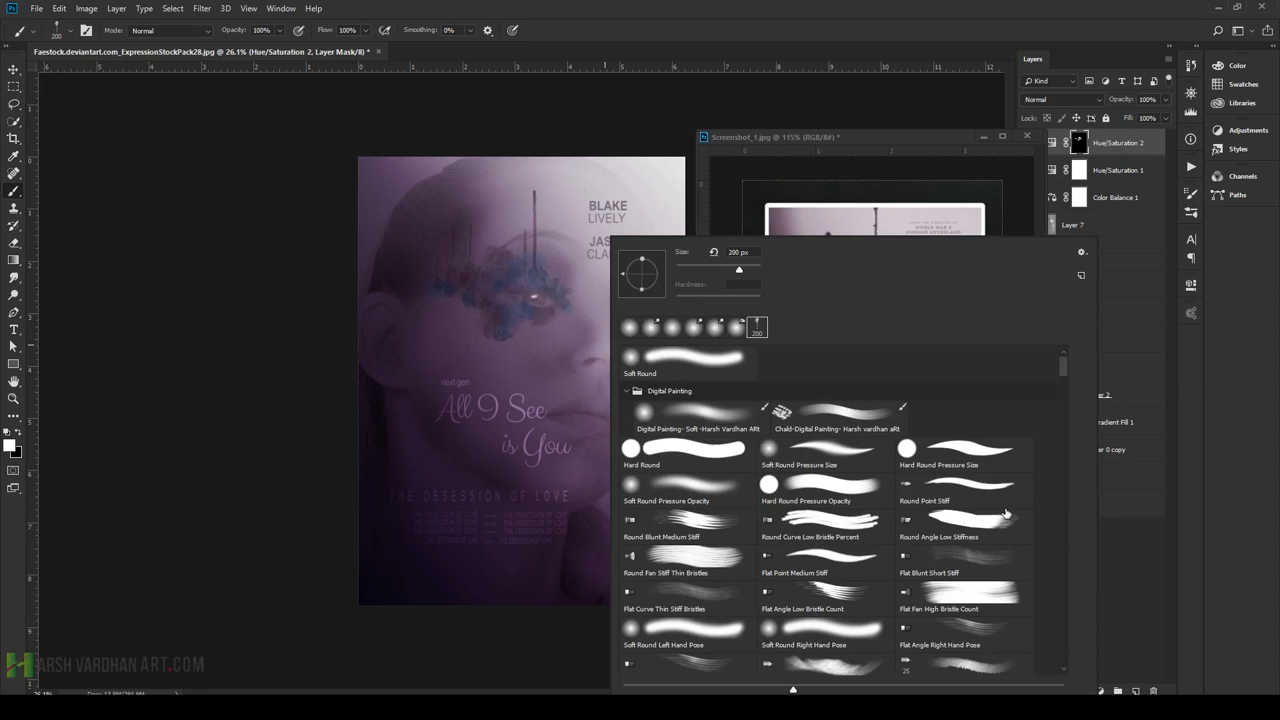 File Edit Image Layer Type Select Filter 3D View Window Help
200 Mode: Normal Opacity: 100% Flow: 100% Smoothing: 0%
Faestock.deviantart.com_ExpressionStockPack28.jpg @ 26.1% (Hue/Saturation 2, Layer Mask/8) *
Screenshot_1.jpg @ 115% (RGB/8#) *
BLAKE
LIVELY
JAS
CLA
next gen
All I See
is You
THE OBSESSION OF LOVE
Size: 200 px
Hardness:
200
Soft Round
Digital Painting
Digital Painting- Soft -Harsh Vardhan ARt
Chald-Digital Painting- Harsh vardhan aRt
Hard Round
Soft Round Pressure Size
Hard Round Pressure Size
Soft Round Pressure Opacity
Hard Round Pressure Opacity
Round Point Stiff
Round Blunt Medium Stiff
Round Curve Low Bristle Percent
Round Angle Low Stiffness
Round Fan Stiff Thin Bristles
Flat Point Medium Stiff
Flat Blunt Short Stiff
Flat Curve Thin Stiff Bristles
Flat Angle Low Bristle Count
Flat Fan High Bristle Count
Soft Round Left Hand Pose
Soft Round Right Hand Pose
Flat Angle Right Hand Pose
25
Layers
Kind
Normal Opacity: 100%
Lock: Fill: 100%
Hue/Saturation 2
Hue/Saturation 1
Color Balance 1
Layer 7
Color
Swatches
Libraries
Adjustments
Styles
Channels
Paths
HARSH VARDHAN ART.COM